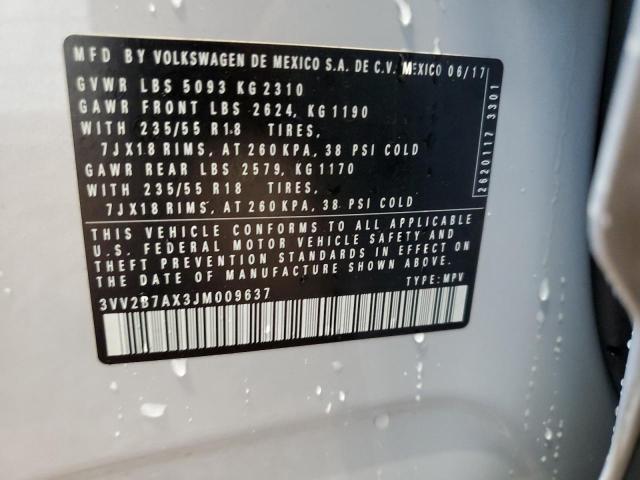 MFD BY VOLKSWAGEN DE MEXICO S.A. DE C.V. MEXICO 06/17
GVWR LBS 5093 KG 2310
GAWR FRONT LBS 2624, KG 1190
WITH 235/55 R18 TIRES,
7JX18 RIMS, AT 260 KPA, 38 PSI COLD
GAWR REAR LBS 2579, KG 1170
WITH 235/55 R18 TIRES,
7JX18 RIMS, AT 260 KPA, 38 PSI COLD
THIS VEHICLE CONFORMS TO ALL APPLICABLE
U.S. FEDERAL MOTOR VEHICLE SAFETY AND
THEFT PREVENTION STANDARDS IN EFFECT ON
THE DATE OF MANUFACTURE SHOWN ABOVE.
3VV2B7AX3JM009637 TYPE: MPV
2620117 3301